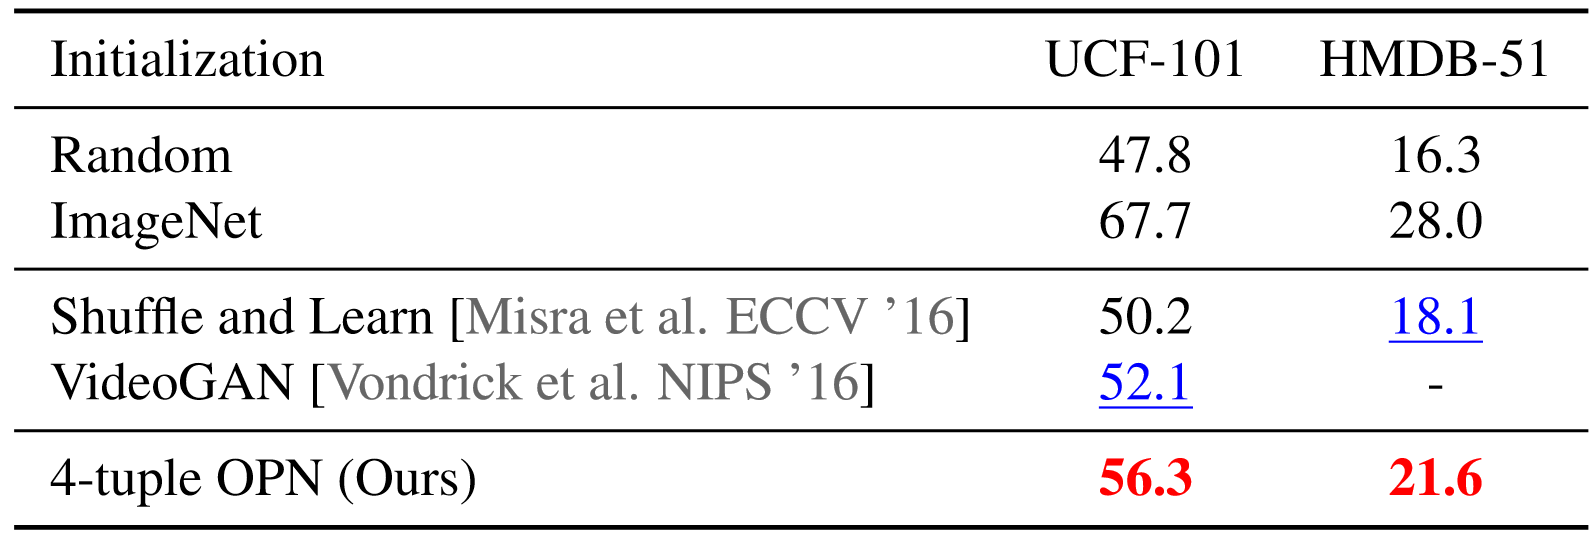 Initialization UCF-101 HMDB-51
Random 47.8 16.3
ImageNet 67.7 28.0
Shuffle and Learn [Misra et al. ECCV ’16] 50.2 18.1
VideoGAN [Vondrick et al. NIPS ’16] 52.1 -
4-tuple OPN (Ours) 56.3 21.6